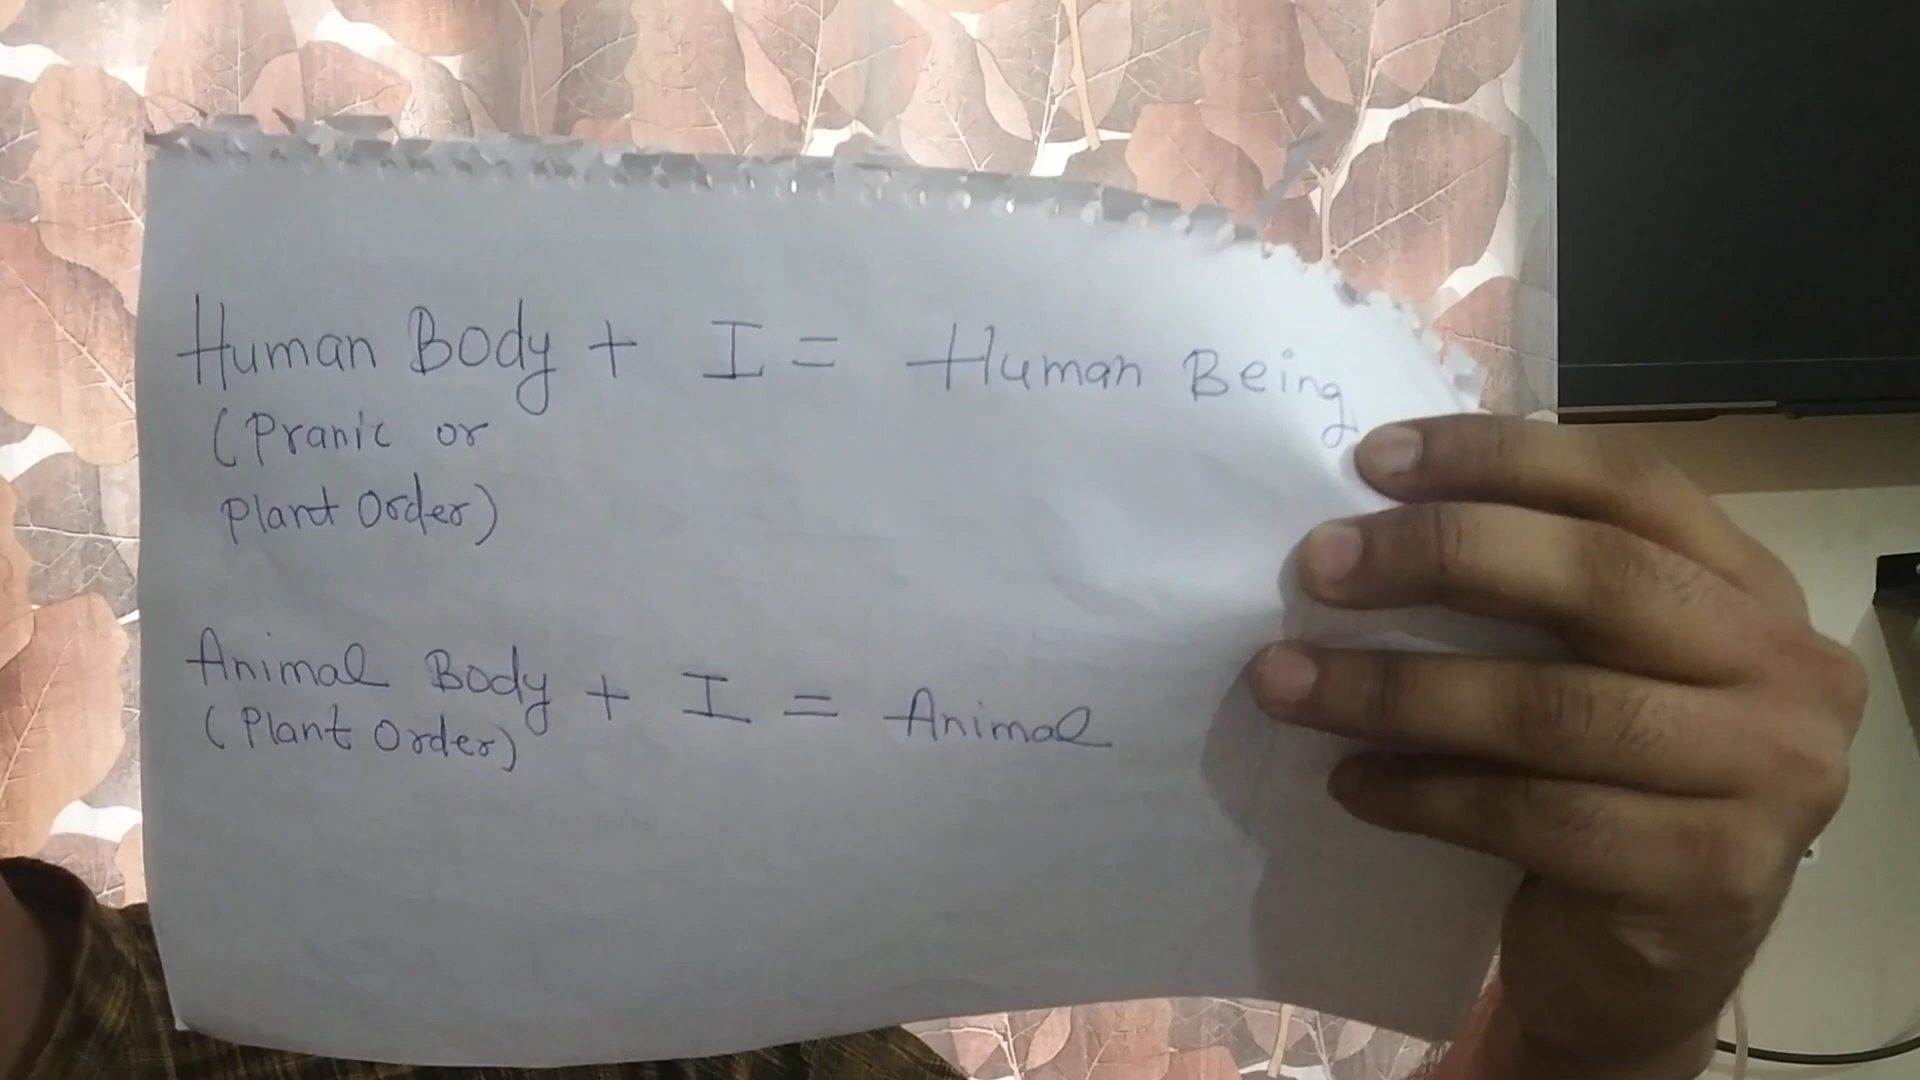 Human Body + I = Human Being
(Pranic or
Plant Order)
Animal Body + I = Animal
(Plant Order)